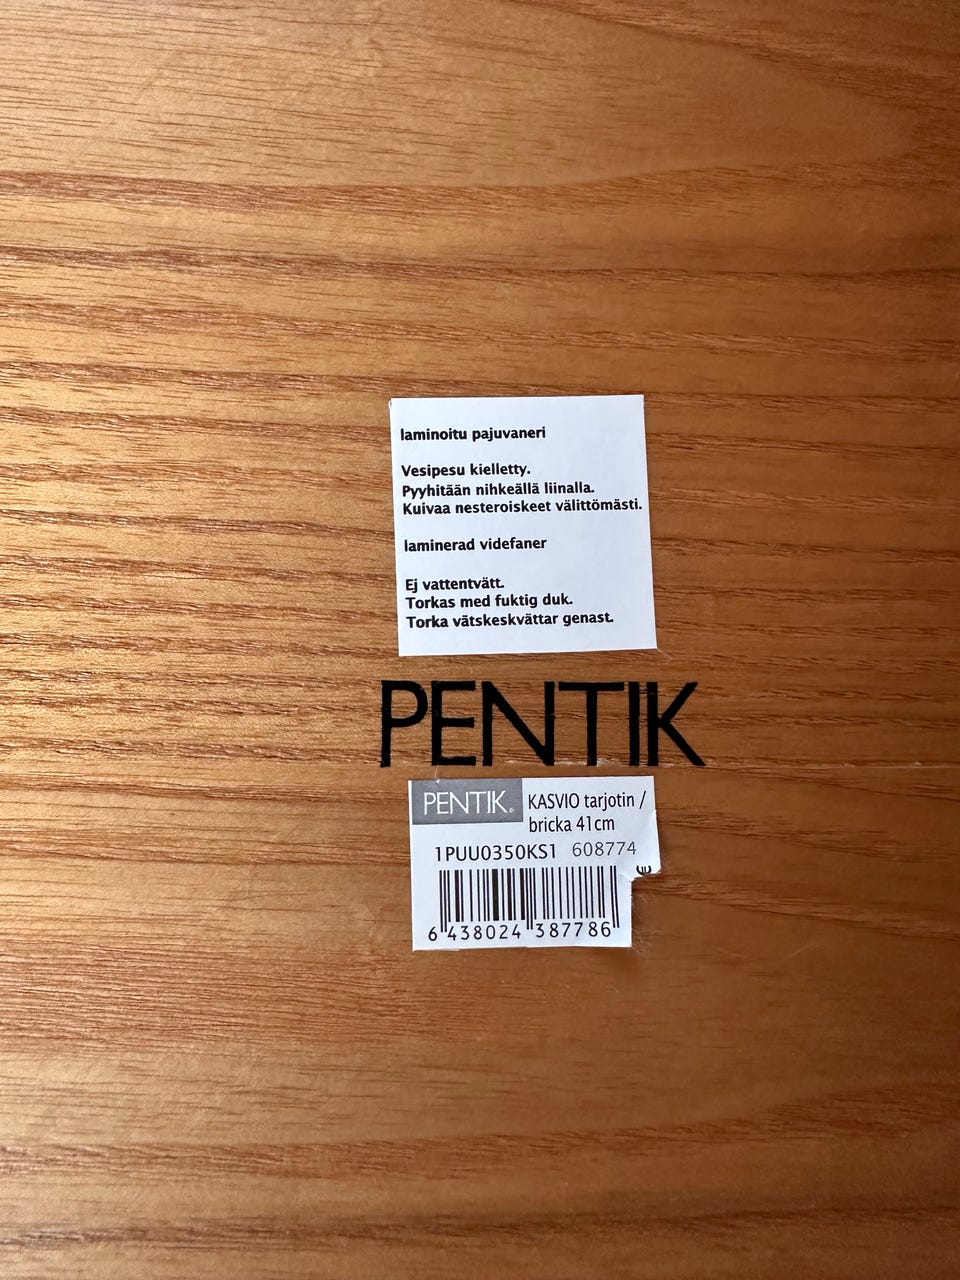 laminoitu pajuvaneri
Vesipesu kielletty.
Pyyhitään nihkeällä liinalla.
Kuivaa nesteroiskeet välittömästi.
laminerad videfaner
Ej vattentvätt.
Torkas med fuktig duk.
Torka vätskeskvättar genast.
PENTIK
PENTIK® KASVIO tarjotin /
bricka 41cm
1PUU0350KS1 608774
6 438024 387786